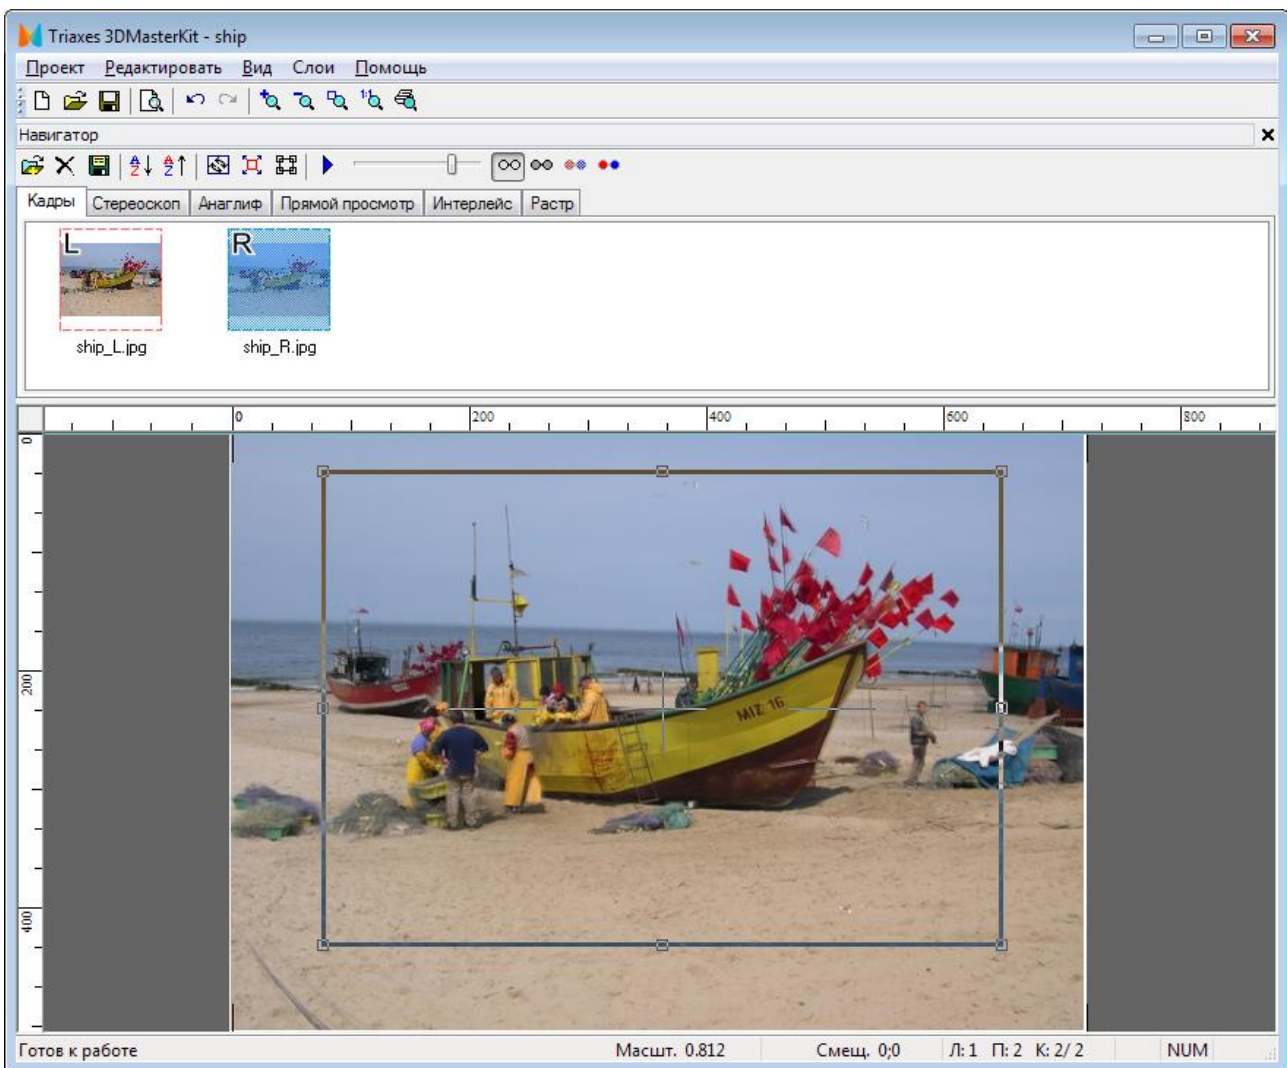 Triaxes 3DMasterKit - ship
Проект Редактировать Вид Слои Помощь
1:1
Навигатор
A Z A Z
Кадры Стереоскоп Анаглиф Прямой просмотр Интерлейс Растр
L R
ship_L.jpg ship_R.jpg
0 200 400 600 800
0
200
400
MIZ 16
Готов к работе Масшт. 0.812 Смещ. 0;0 Л: 1 П: 2 К: 2/ 2 NUM